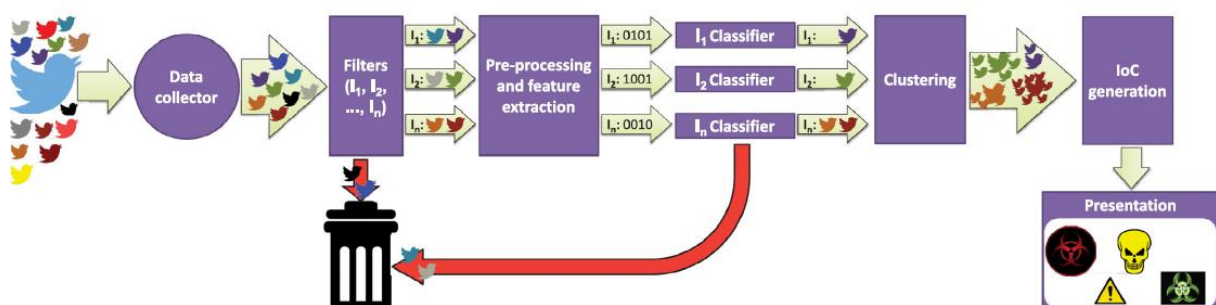 Data
collector
Filters
(I₁, I₂,
..., Iₙ)
I₁:
I₂:
Iₙ:
Pre-processing
and feature
extraction
I₁: 0101
I₂: 1001
Iₙ: 0010
I₁ Classifier
I₂ Classifier
Iₙ Classifier
I₁:
I₂:
Iₙ:
Clustering
IoC
generation
Presentation